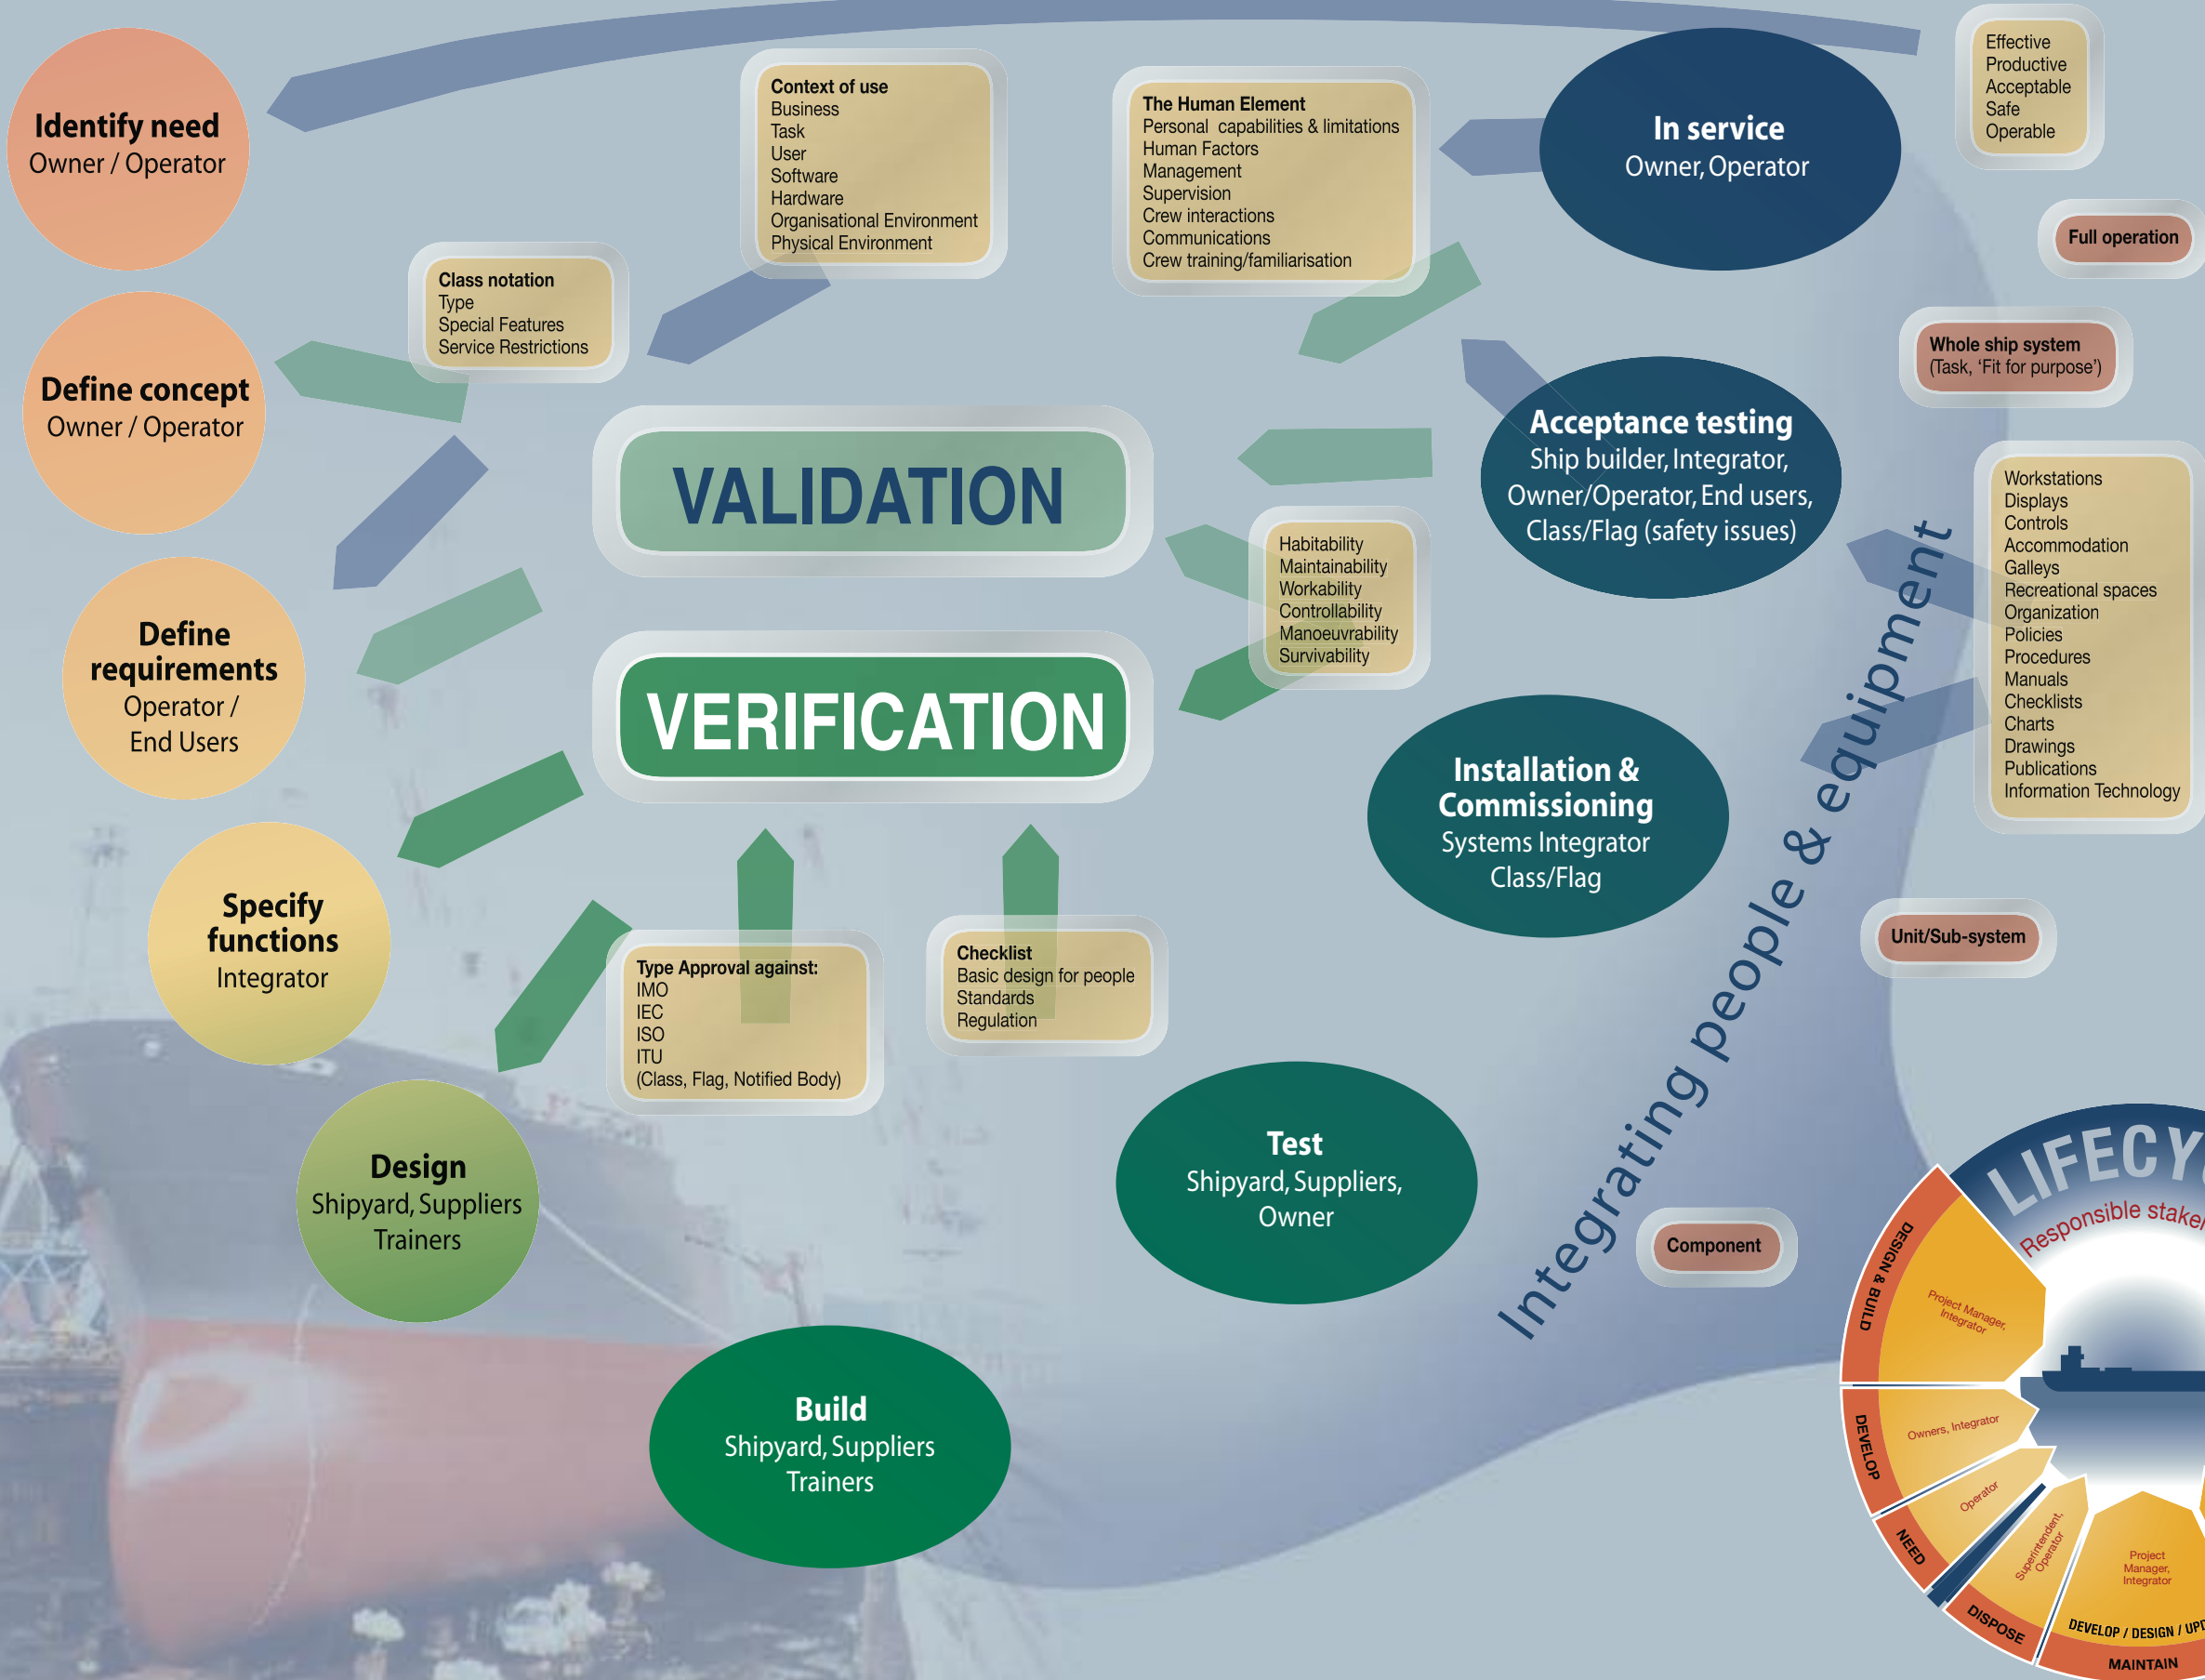 Identify need
Owner / Operator
Define concept
Owner / Operator
Define
requirements
Operator /
End Users
Specify
functions
Integrator
Design
Shipyard, Suppliers
Trainers
Build
Shipyard, Suppliers
Trainers
Test
Shipyard, Suppliers,
Owner
Installation &
Commissioning
Systems Integrator
Class/Flag
Acceptance testing
Ship builder, Integrator,
Owner/Operator, End users,
Class/Flag (safety issues)
In service
Owner, Operator
Class notation
Type
Special Features
Service Restrictions
Context of use
Business
Task
User
Software
Hardware
Organisational Environment
Physical Environment
The Human Element
Personal capabilities & limitations
Human Factors
Management
Supervision
Crew interactions
Communications
Crew training/familiarisation
VALIDATION
VERIFICATION
Habitability
Maintainability
Workability
Controllability
Manoeuvrability
Survivability
Type Approval against:
IMO
IEC
ISO
ITU
(Class, Flag, Notified Body)
Checklist
Basic design for people
Standards
Regulation
Effective
Productive
Acceptable
Safe
Operable
Full operation
Whole ship system
(Task, ‘Fit for purpose’)
Workstations
Displays
Controls
Accommodation
Galleys
Recreational spaces
Organization
Policies
Procedures
Manuals
Checklists
Charts
Drawings
Publications
Information Technology
Unit/Sub-system
Component
Integrating people & equipment
LIFECY
Responsible stake
DESIGN & BUILD
Project Manager,
Integrator
DEVELOP
Owners, Integrator
NEED
Operator
DISPOSE
Superintendent,
Operator
Project
Manager,
Integrator
DEVELOP / DESIGN / UPD
MAINTAIN